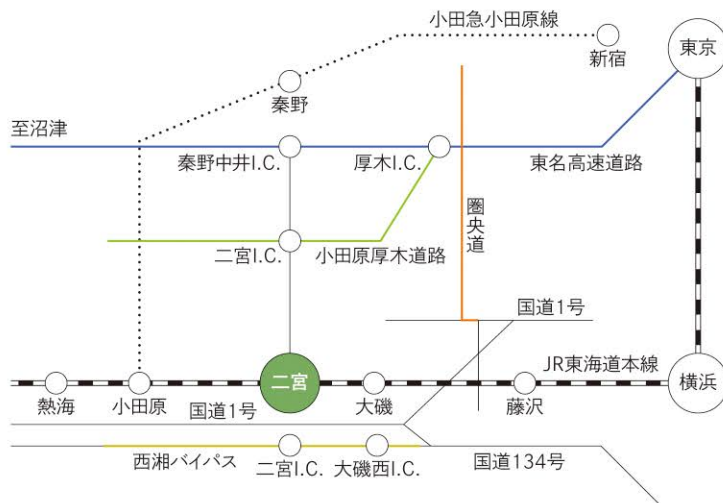 小田急小田原線
新宿
東京
秦野
至沼津
秦野中井I.C.
厚木I.C.
東名高速道路
圏央道
二宮I.C.
小田原厚木道路
国道1号
JR東海道本線
二宮
横浜
熱海
小田原
国道1号
大磯
藤沢
西湘バイパス
二宮I.C.
大磯西I.C.
国道134号